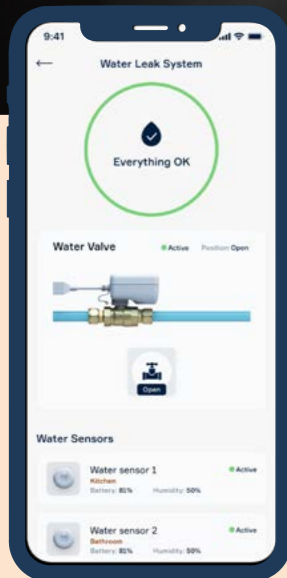 9:41
Water Leak System
Everything OK
Water Valve Active Position Open
Open
Water Sensors
Water sensor 1 Active
Kitchen
Battery: 81% Humidity: 50%
Water sensor 2 Active
Bathroom
Battery: 81% Humidity: 50%